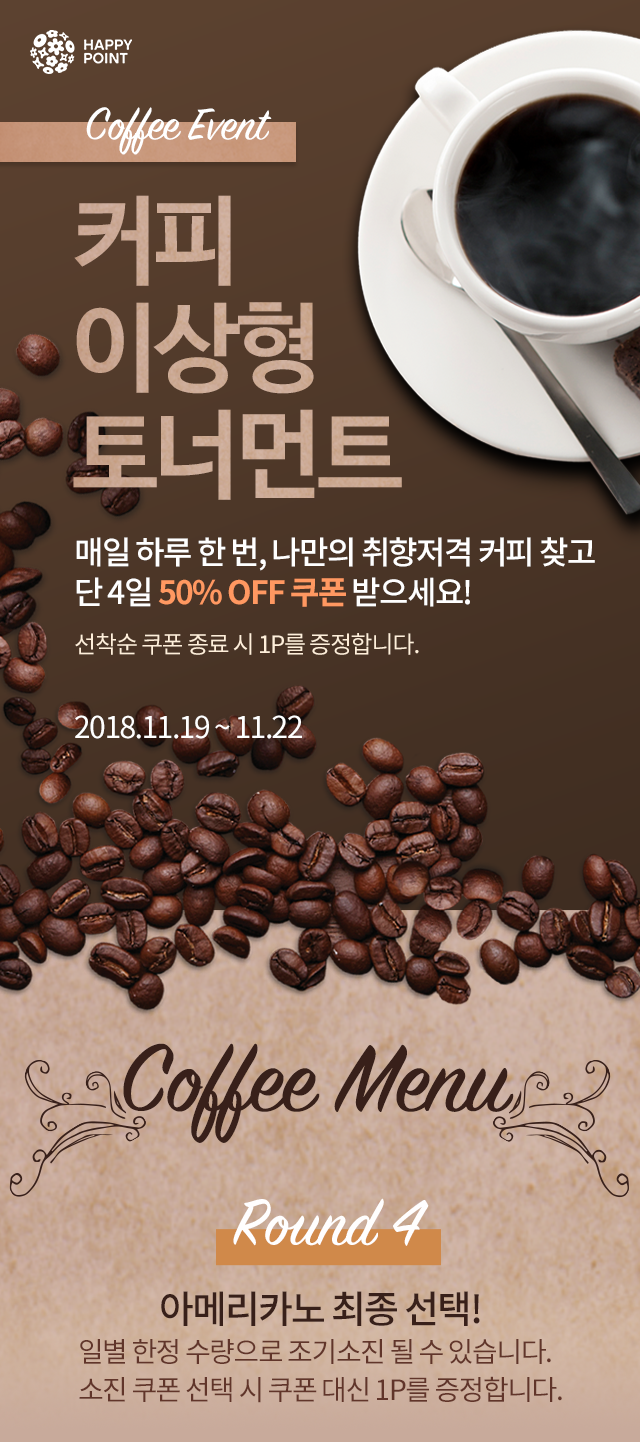 HAPPY
POINT
Coffee Event
커피
이상형
토너먼트
매일 하루 한 번, 나만의 취향저격 커피 찾고
단 4일 50% OFF 쿠폰 받으세요!
선착순 쿠폰 종료 시 1P를 증정합니다.
2018.11.19 ~ 11.22
Coffee Menu
Round 4
아메리카노 최종 선택!
일별 한정 수량으로 조기소진 될 수 있습니다.
소진 쿠폰 선택 시 쿠폰 대신 1P를 증정합니다.